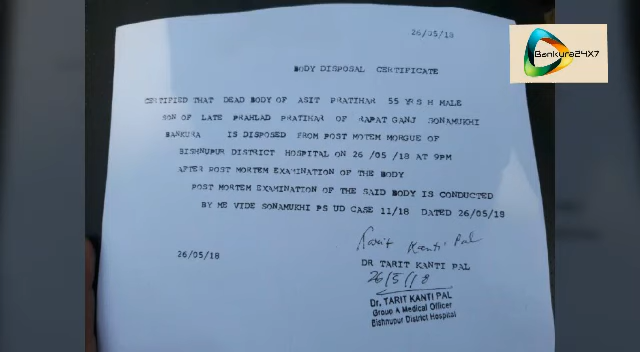 26/05/18
Bankura24X7
BODY DISPOSAL CERTIFICATE
CERTIFIED THAT DEAD BODY OF ASIT PRATIHAR 55 YRS H MALE
SON OF LATE PRAHLAD PRATIHAR OF RAPAT GANJ SONAMUKHI
BANKURA IS DISPOSED FROM POST MOTEM MORGUE OF
BISHNUPUR DISTRICT HOSPITAL ON 26 /05 /18 AT 9PM
AFTER POST MORTEM EXAMINATION OF THE BODY
POST MORTEM EXAMINATION OF THE SAID BODY IS CONDUCTED
BY ME VIDE SONAMUKHI PS UD CASE 11/18 DATED 26/05/18
Tarit Kanti Pal
26/05/18
DR TARIT KANTI PAL
26/5/18
Dr. TARIT KANTI PAL
Group A Medical Officer
Bishnupur District Hospital